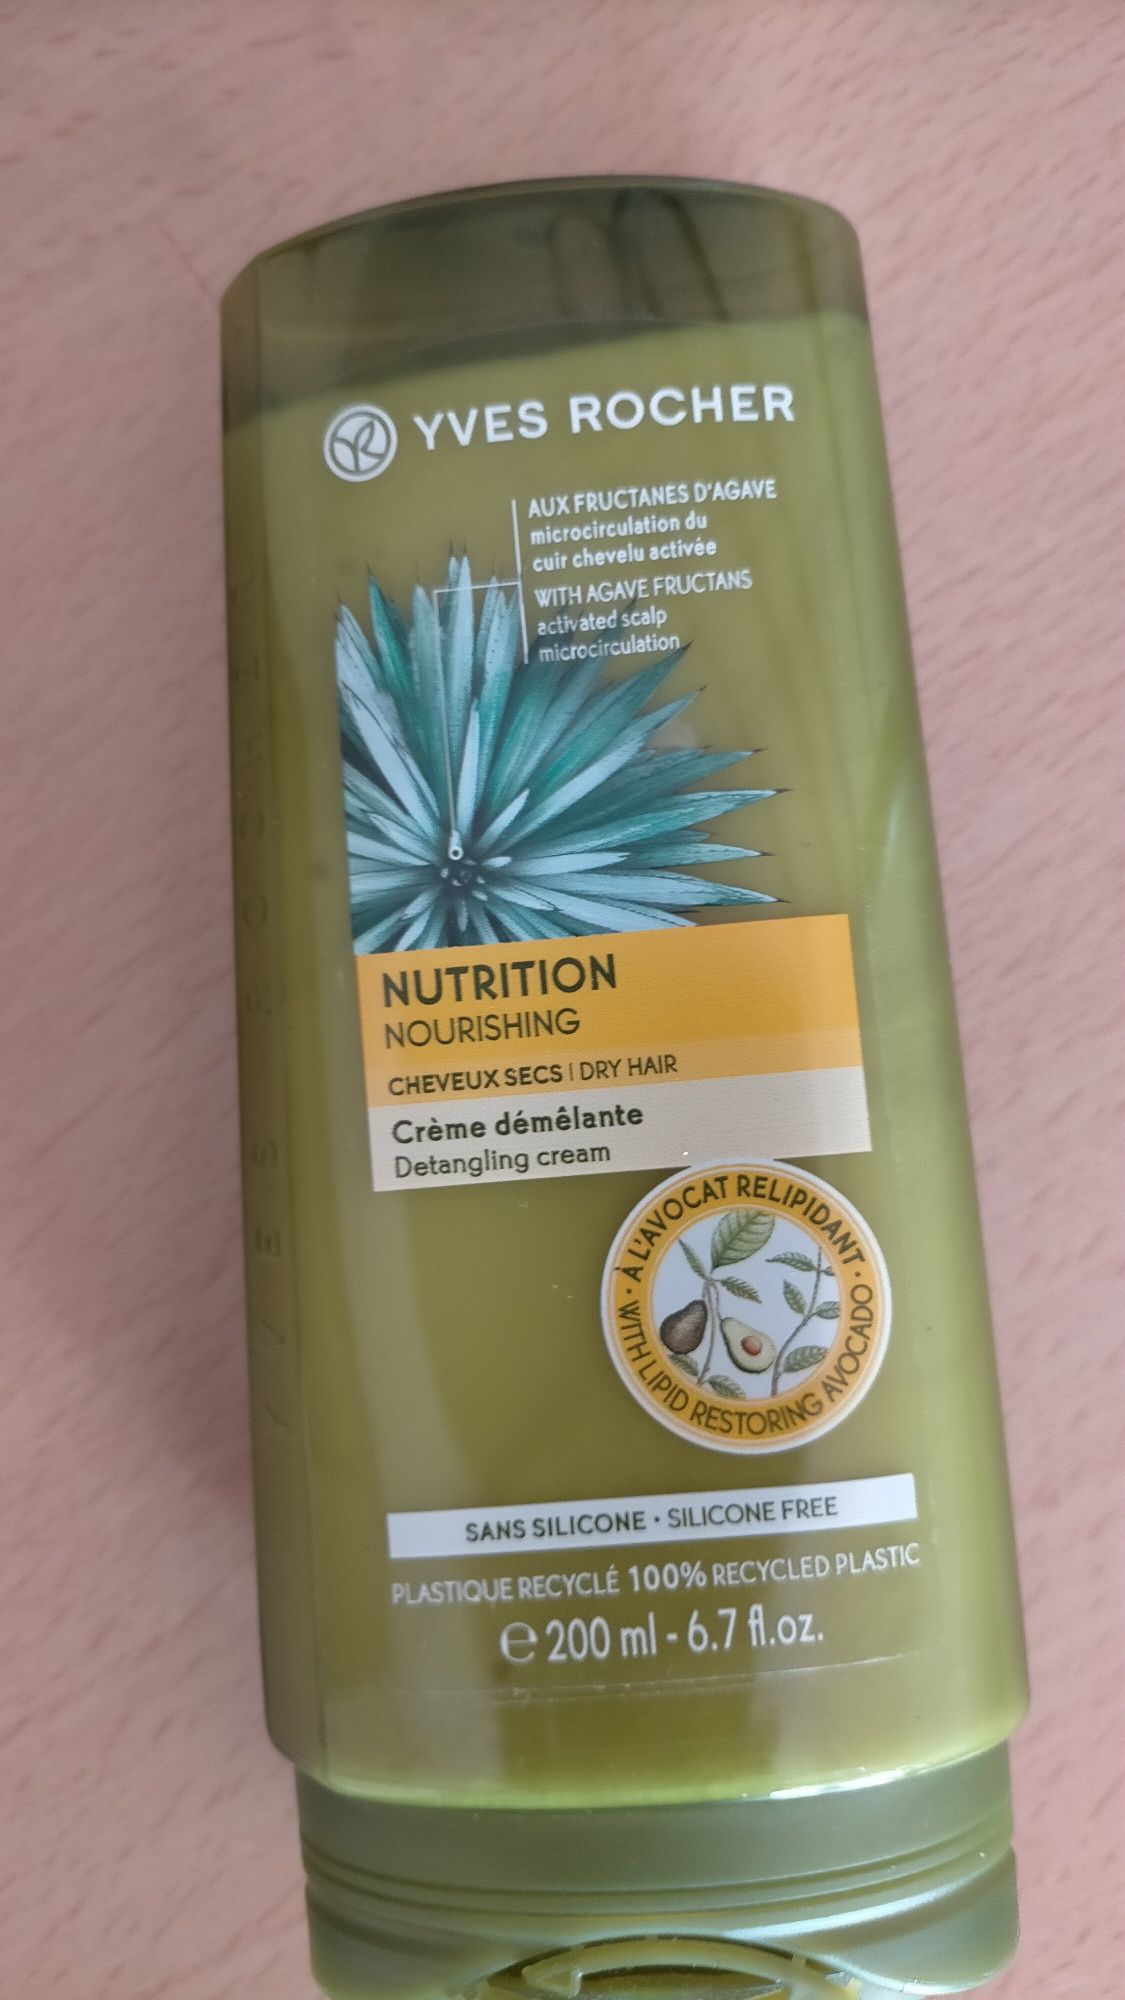 YVES ROCHER
AUX FRUCTANES D'AGAVE
microcirculation du
cuir chevelu activée
WITH AGAVE FRUCTANS
activated scalp
microcirculation
NUTRITION
NOURISHING
CHEVEUX SECS | DRY HAIR
Crème démêlante
Detangling cream
À L'AVOCAT RELIPIDANT •
WITH LIPID RESTORING AVOCADO •
SANS SILICONE • SILICONE FREE
PLASTIQUE RECYCLÉ 100% RECYCLED PLASTIC
℮ 200 ml - 6.7 fl.oz.
YVES ROCHER